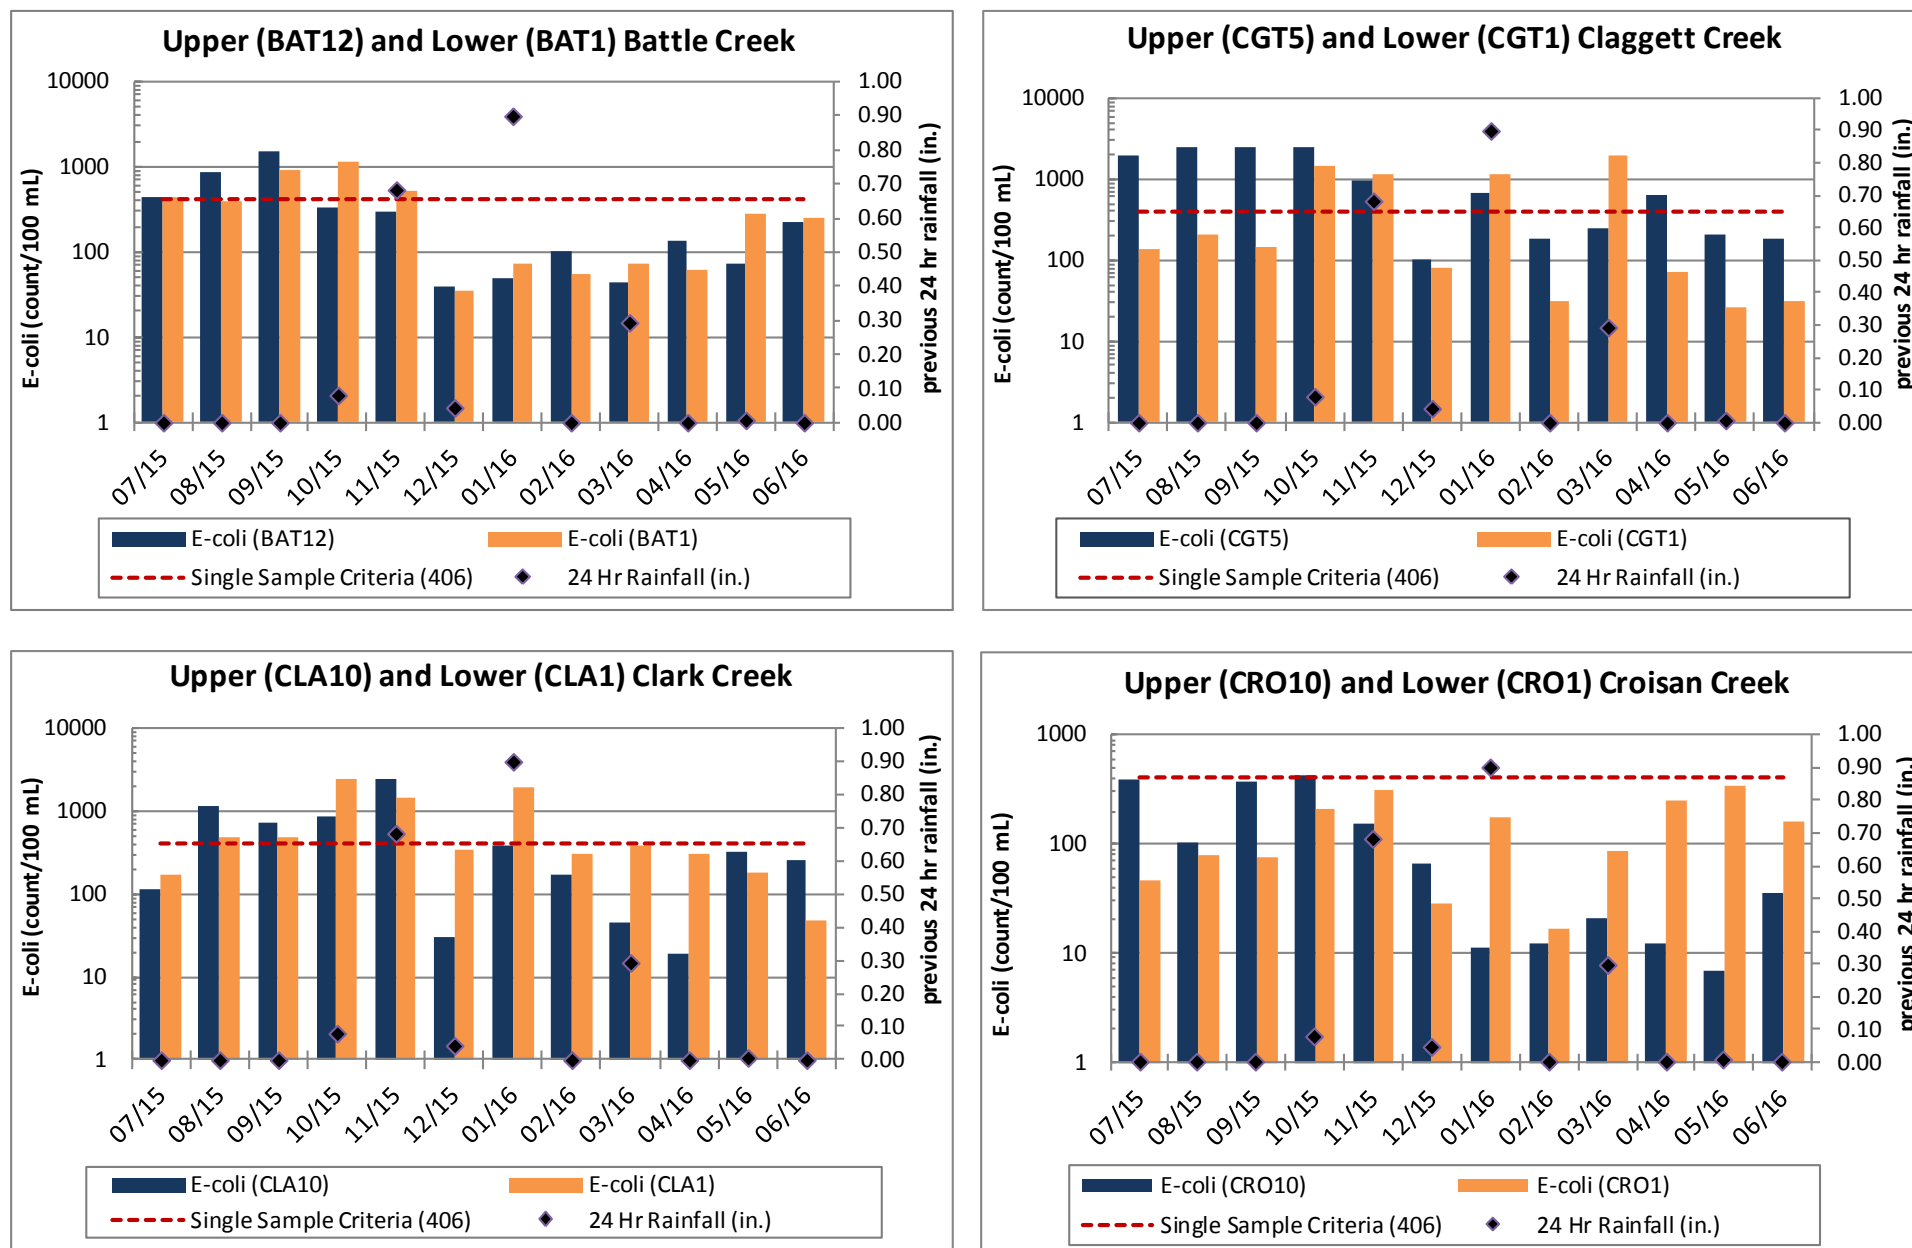 Upper (BAT12) and Lower (BAT1) Battle Creek
E-coli (count/100 mL)
10000
1000
100
10
1
1.00
0.90
0.80
0.70
0.60
0.50
0.40
0.30
0.20
0.10
0.00
previous 24 hr rainfall (in.)
07/15 08/15 09/15 10/15 11/15 12/15 01/16 02/16 03/16 04/16 05/16 06/16
E-coli (BAT12) E-coli (BAT1)
Single Sample Criteria (406) 24 Hr Rainfall (in.)
Upper (CGT5) and Lower (CGT1) Claggett Creek
E-coli (count/100 mL)
10000
1000
100
10
1
1.00
0.90
0.80
0.70
0.60
0.50
0.40
0.30
0.20
0.10
0.00
previous 24 hr rainfall (in.)
07/15 08/15 09/15 10/15 11/15 12/15 01/16 02/16 03/16 04/16 05/16 06/16
E-coli (CGT5) E-coli (CGT1)
Single Sample Criteria (406) 24 Hr Rainfall (in.)
Upper (CLA10) and Lower (CLA1) Clark Creek
E-coli (count/100 mL)
10000
1000
100
10
1
1.00
0.90
0.80
0.70
0.60
0.50
0.40
0.30
0.20
0.10
0.00
previous 24 hr rainfall (in.)
07/15 08/15 09/15 10/15 11/15 12/15 01/16 02/16 03/16 04/16 05/16 06/16
E-coli (CLA10) E-coli (CLA1)
Single Sample Criteria (406) 24 Hr Rainfall (in.)
Upper (CRO10) and Lower (CRO1) Croisan Creek
E-coli (count/100 mL)
1000
100
10
1
1.00
0.90
0.80
0.70
0.60
0.50
0.40
0.30
0.20
0.10
0.00
previous 24 hr rainfall (in.)
07/15 08/15 09/15 10/15 11/15 12/15 01/16 02/16 03/16 04/16 05/16 06/16
E-coli (CRO10) E-coli (CRO1)
Single Sample Criteria (406) 24 Hr Rainfall (in.)